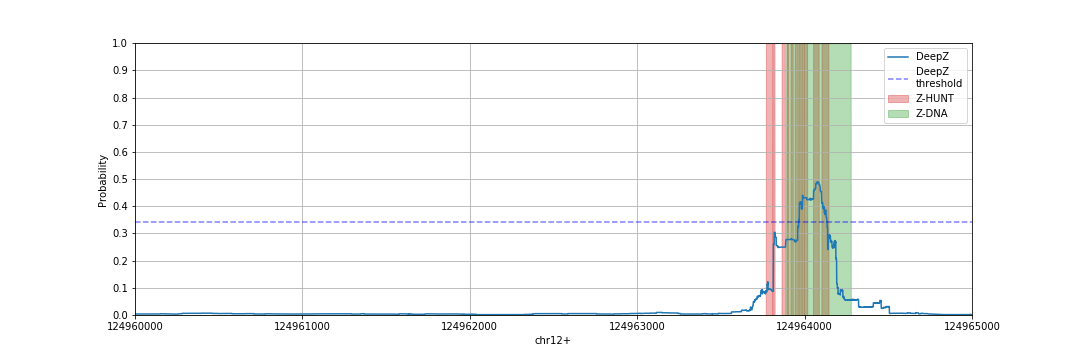 1.0
0.9
0.8
0.7
0.6
0.5
0.4
0.3
0.2
0.1
0.0
Probability
DeepZ
DeepZ
threshold
Z-HUNT
Z-DNA
124960000
124961000
124962000
124963000
124964000
124965000
chr12+